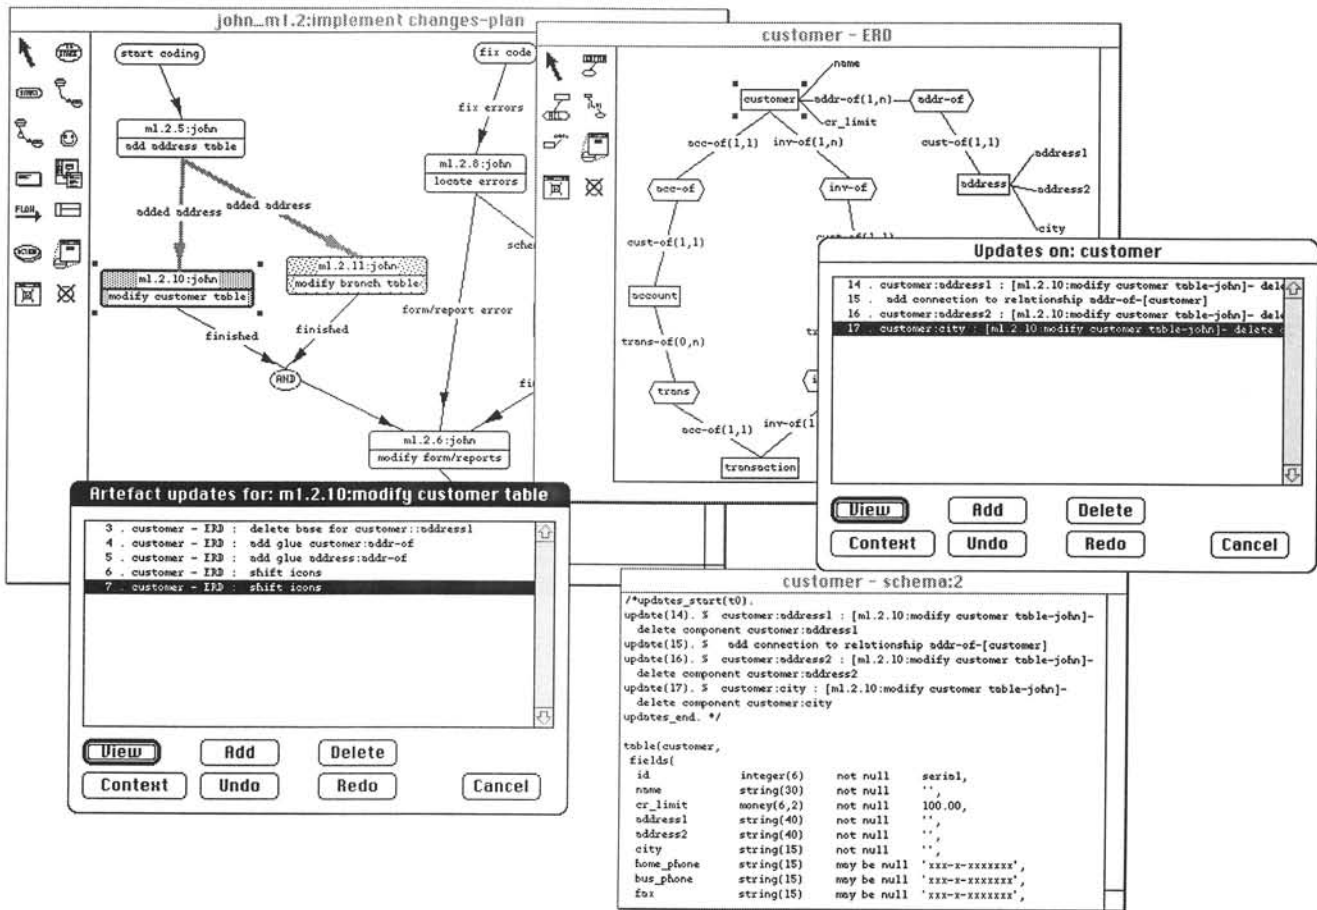 john…m1.2:implement changes-plan
start coding
fix code
fix errors
m1.2.5:john
add address table
m1.2.8:john
locate errors
added address
added address
m1.2.10:john
modify customer table
m1.2.11:john
modify branch table
form/report error
finished
finished
AND
m1.2.6:john
modify form/reports
customer - ERD
name
customer
addr-of(1,n)
addr-of
cr_limit
acc-of(1,1)
inv-of(1,n)
cust-of(1,1)
address1
address
address2
city
acc-of
inv-of
cust-of(1,1)
account
trans-of(0,n)
trans
acc-of(1,1)
transaction
Updates on: customer
14 . customer:address1 : [m1.2.10:modify customer table-john]- dele
15 . add connection to relationship addr-of-[customer]
16 . customer:address2 : [m1.2.10:modify customer table-john]- dele
17 . customer:city : [m1.2.10:modify customer table-john]- delete c
View
Add
Delete
Context
Undo
Redo
Cancel
Artefact updates for: m1.2.10:modify customer table
3 . customer - ERD : delete base for customer::address1
4 . customer - ERD : add glue customer:addr-of
5 . customer - ERD : add glue address:addr-of
6 . customer - ERD : shift icons
7 . customer - ERD : shift icons
View
Add
Delete
Context
Undo
Redo
Cancel
customer - schema:2
/*updates_start(t0).
update(14). % customer:address1 : [m1.2.10:modify customer table-john]-
delete component customer:address1
update(15). % add connection to relationship addr-of-[customer]
update(16). % customer:address2 : [m1.2.10:modify customer table-john]-
delete component customer:address2
update(17). % customer:city : [m1.2.10:modify customer table-john]-
delete component customer:city
updates_end. */
table(customer,
fields(
id integer(6) not null serial,
name string(30) not null '',
cr_limit money(6,2) not null 100.00,
address1 string(40) not null '',
address2 string(40) not null '',
city string(15) not null '',
home_phone string(15) may be null 'xxx-x-xxxxxxx',
bus_phone string(15) may be null 'xxx-x-xxxxxxx',
fax string(15) may be null 'xxx-x-xxxxxxx',